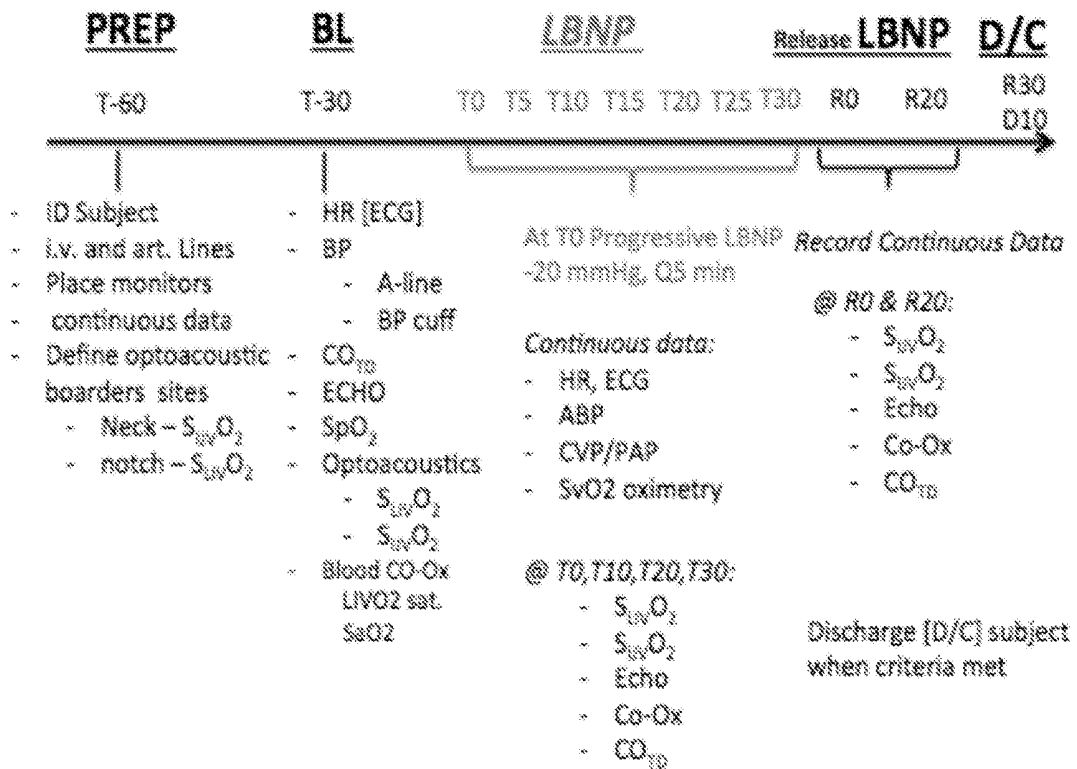 PREP BL LBNP Release LBNP D/C
T-60 T-30 T0 T5 T10 T15 T20 T25 T30 R0 R20 R30
D10
- ID Subject
- i.v. and art. Lines
- Place monitors
- continuous data
- Define optoacoustic
boarders sites
- Neck – SIJVO2
- notch – SIJVO2
- HR [ECG]
- BP
- A-line
- BP cuff
- COTD
- ECHO
- SpO2
- Optoacoustics
- SIJVO2
- SIJVO2
- Blood CO-Ox
LIVO2 sat.
SaO2
At T0 Progressive LBNP
-20 mmHg, Q5 min
Continuous data:
- HR, ECG
- ABP
- CVP/PAP
- SvO2 oximetry
@ T0,T10,T20,T30:
- SIJVO2
- SIJVO2
- Echo
- Co-Ox
- COTD
Record Continuous Data
@ R0 & R20:
- SIJVO2
- SIJVO2
- Echo
- Co-Ox
- COTD
Discharge [D/C] subject
when criteria met